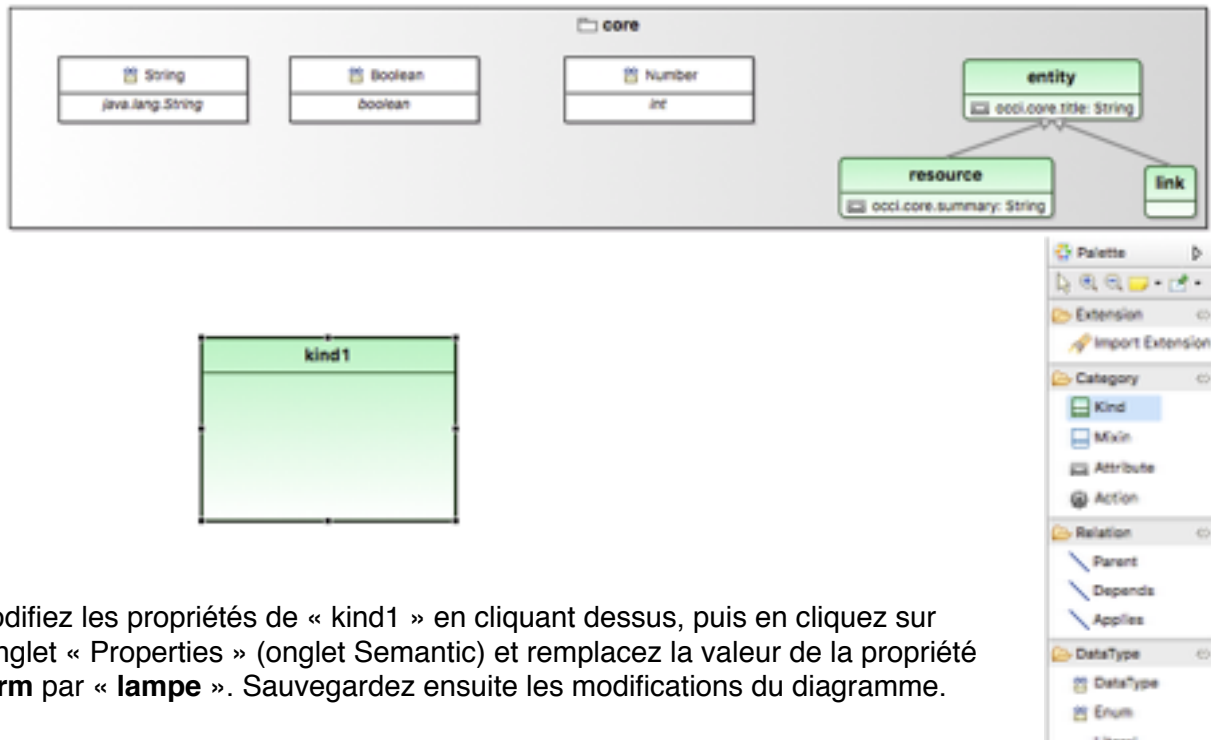 core
String
java.lang.String
Boolean
boolean
Number
int
entity
occi.core.title: String
resource
occi.core.summary: String
link
Palette
Extension
Import Extension
Category
Kind
Mixin
Attribute
Action
Relation
Parent
Depends
Applies
DataType
DataType
Enum
kind1
odifiez les propriétés de « kind1 » en cliquant dessus, puis en cliquez sur
nglet « Properties » (onglet Semantic) et remplacez la valeur de la propriété
rm par « lampe ». Sauvegardez ensuite les modifications du diagramme.